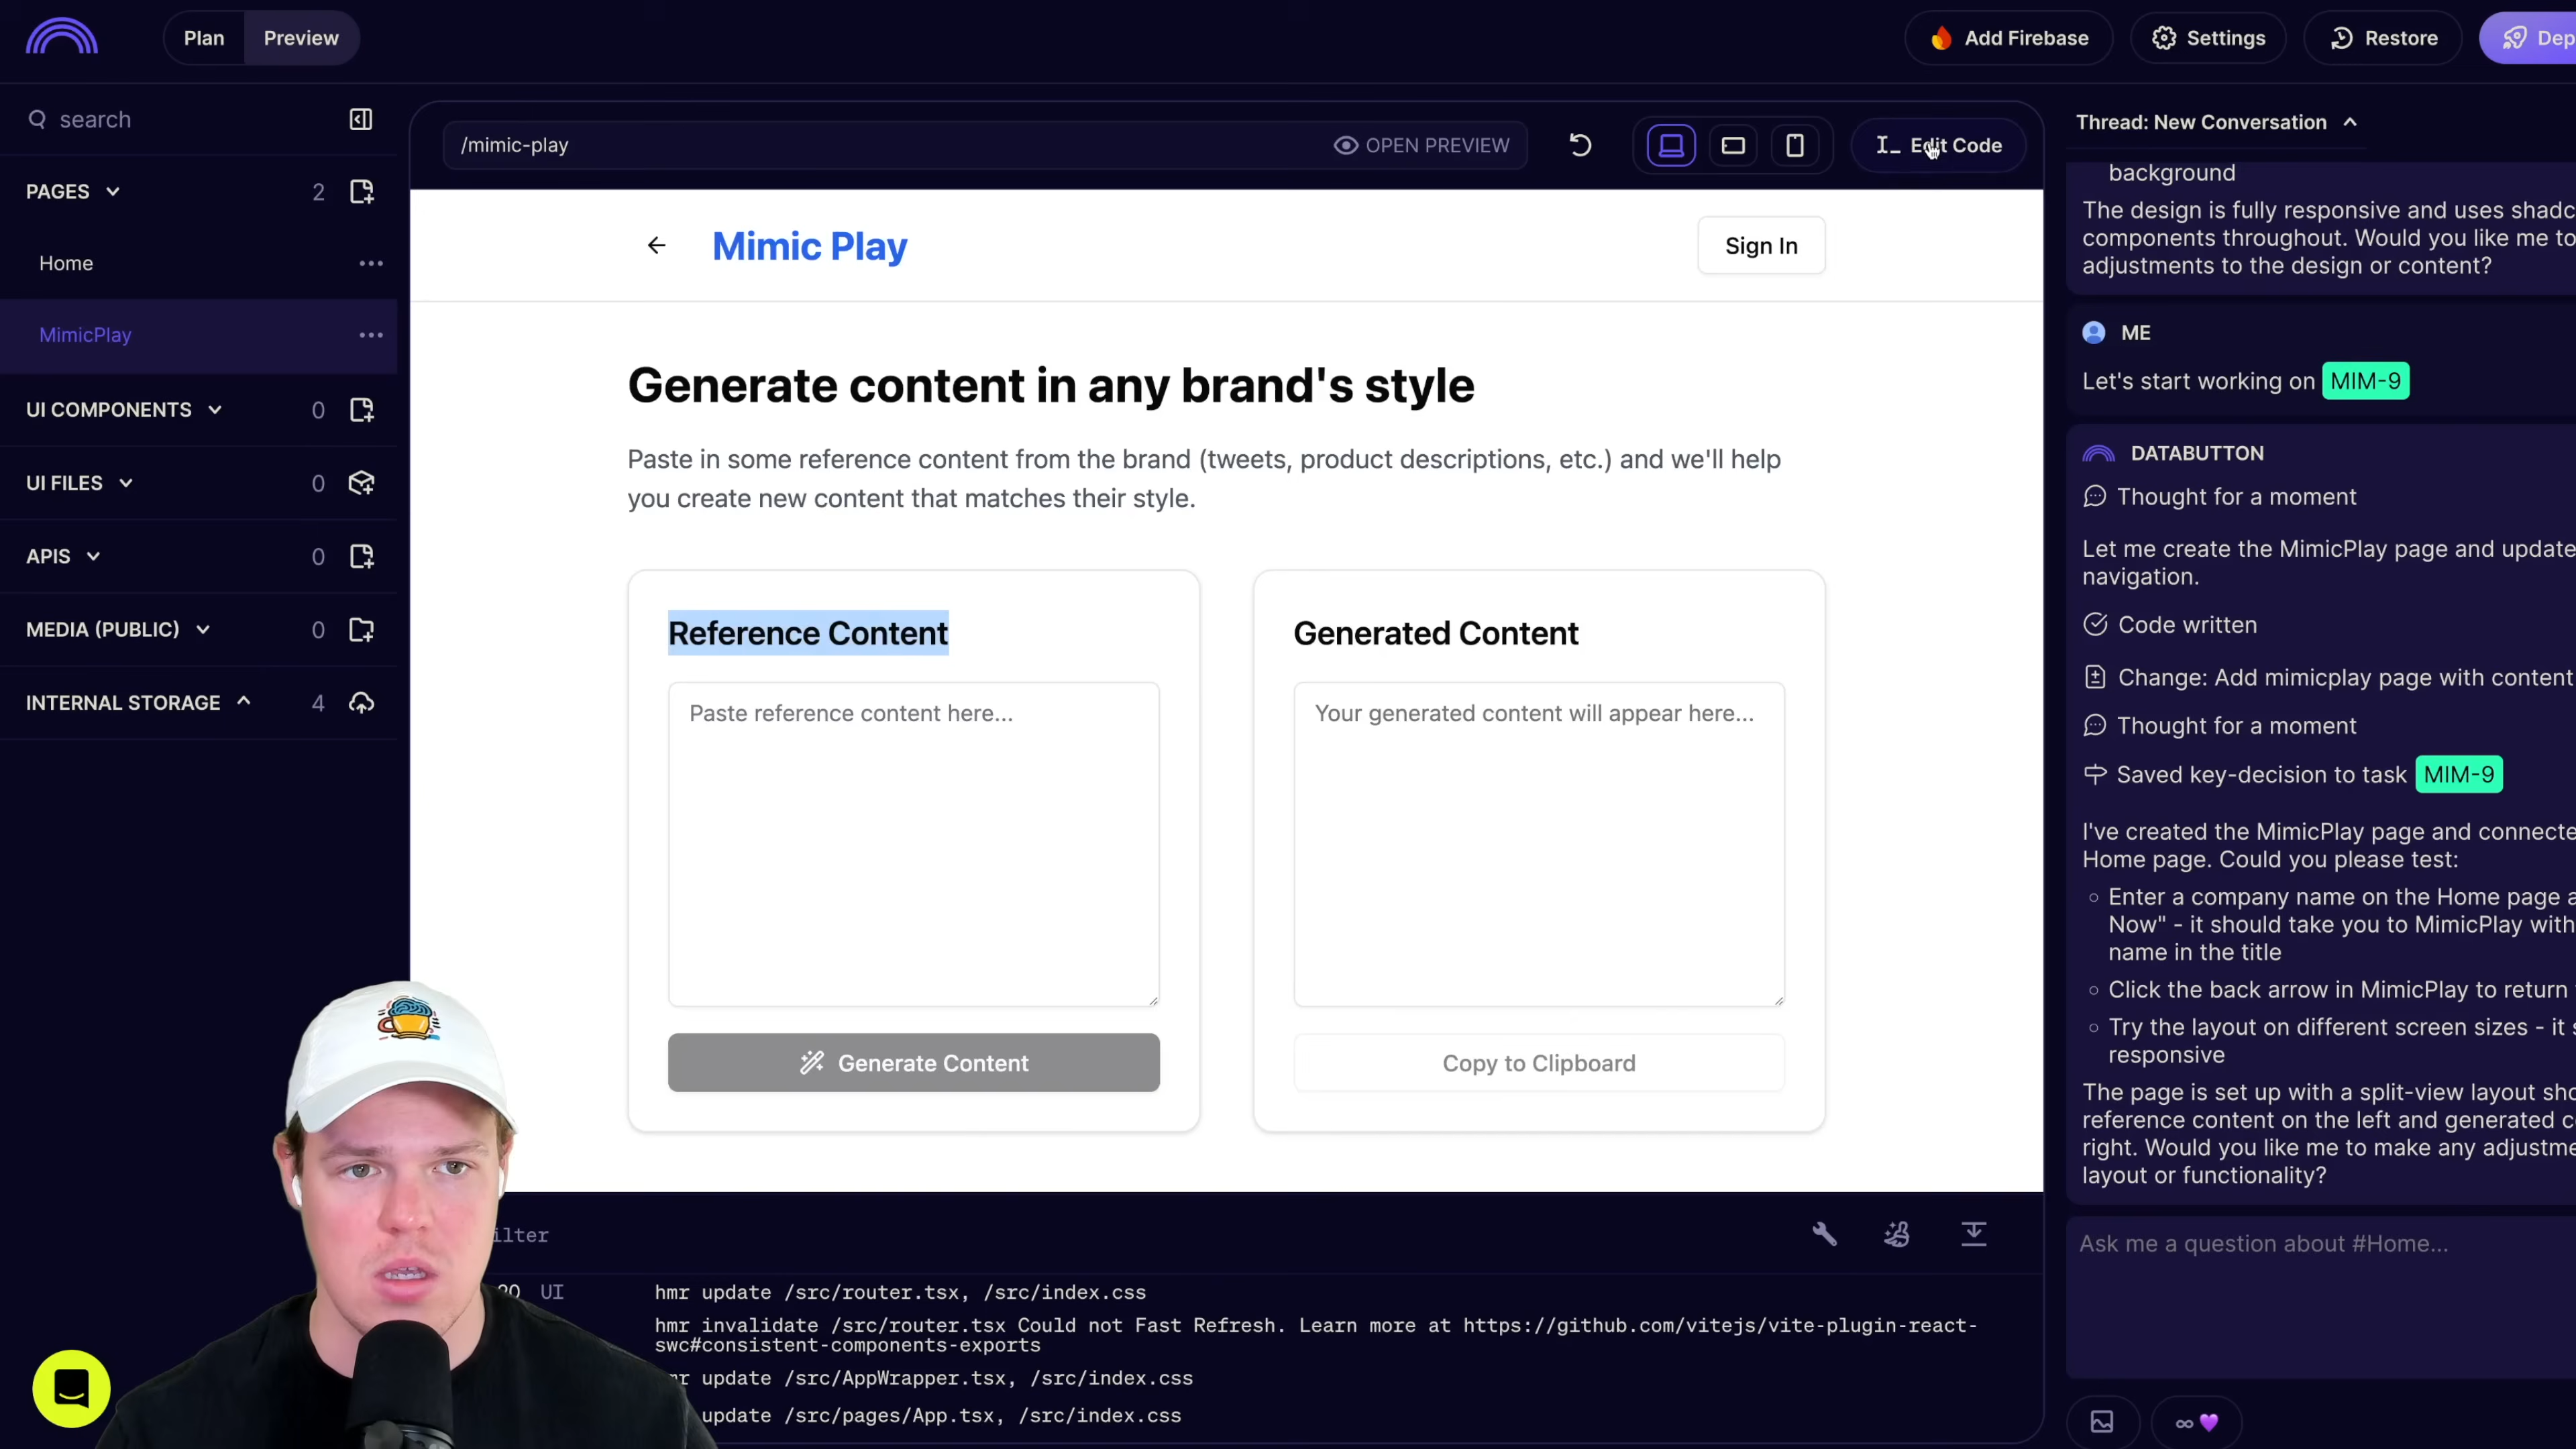 Plan
Preview
Add Firebase
Settings
Restore
Dep
search
/mimic-play
OPEN PREVIEW
Edit Code
Thread: New Conversation
PAGES
2
Home
MimicPlay
UI COMPONENTS
0
UI FILES
0
APIS
0
MEDIA (PUBLIC)
0
INTERNAL STORAGE
4
Mimic Play
Sign In
Generate content in any brand's style
Paste in some reference content from the brand (tweets, product descriptions, etc.) and we'll help
you create new content that matches their style.
Reference Content
Paste reference content here...
Generate Content
Generated Content
Your generated content will appear here...
Copy to Clipboard
ilter
20 UI
hmr update /src/router.tsx, /src/index.css
hmr invalidate /src/router.tsx Could not Fast Refresh. Learn more at https://github.com/vitejs/vite-plugin-react-
swc#consistent-components-exports
mr update /src/AppWrapper.tsx, /src/index.css
update /src/pages/App.tsx, /src/index.css
background
The design is fully responsive and uses shadc
components throughout. Would you like me to
adjustments to the design or content?
ME
Let's start working on MIM-9
DATABUTTON
Thought for a moment
Let me create the MimicPlay page and update
navigation.
Code written
Change: Add mimicplay page with content
Thought for a moment
Saved key-decision to task MIM-9
I've created the MimicPlay page and connecte
Home page. Could you please test:
Enter a company name on the Home page a
Now" - it should take you to MimicPlay with
name in the title
Click the back arrow in MimicPlay to return
Try the layout on different screen sizes - it s
responsive
The page is set up with a split-view layout sho
reference content on the left and generated c
right. Would you like me to make any adjustme
layout or functionality?
Ask me a question about #Home...